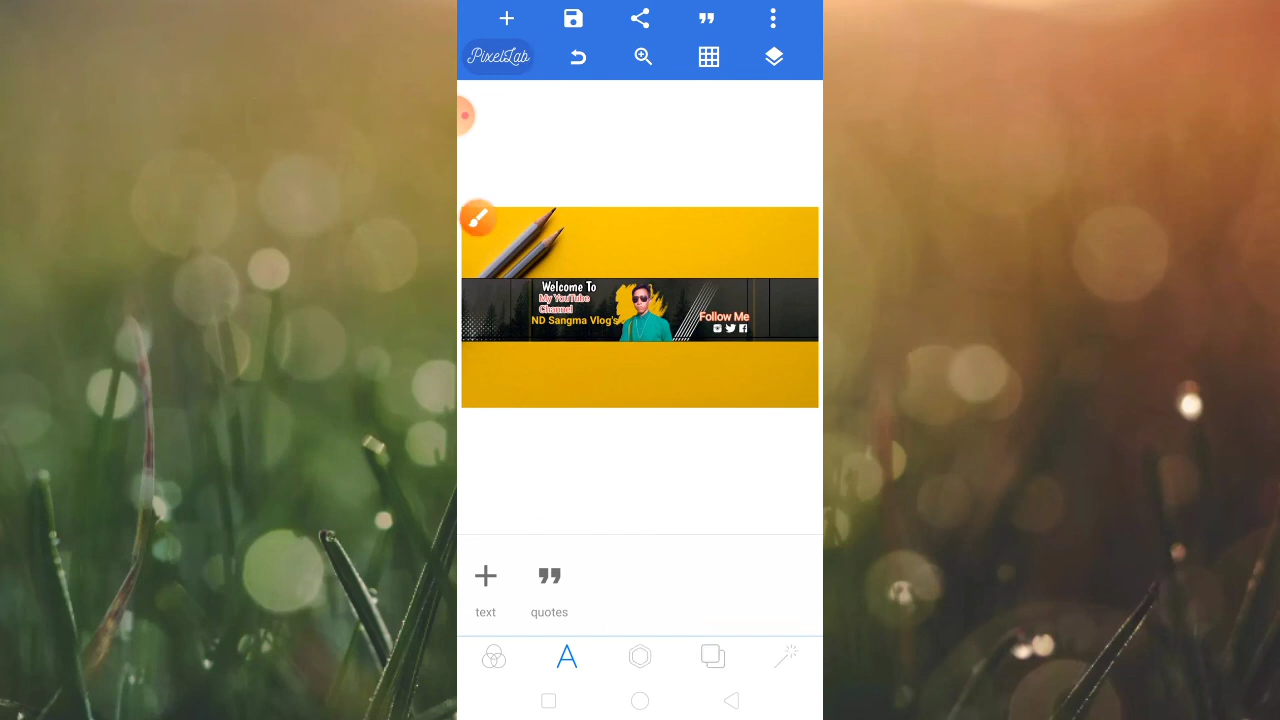 PixelLab
Welcome To
My YouTube
Channel
ND Sangma Vlog's
Follow Me
text
quotes